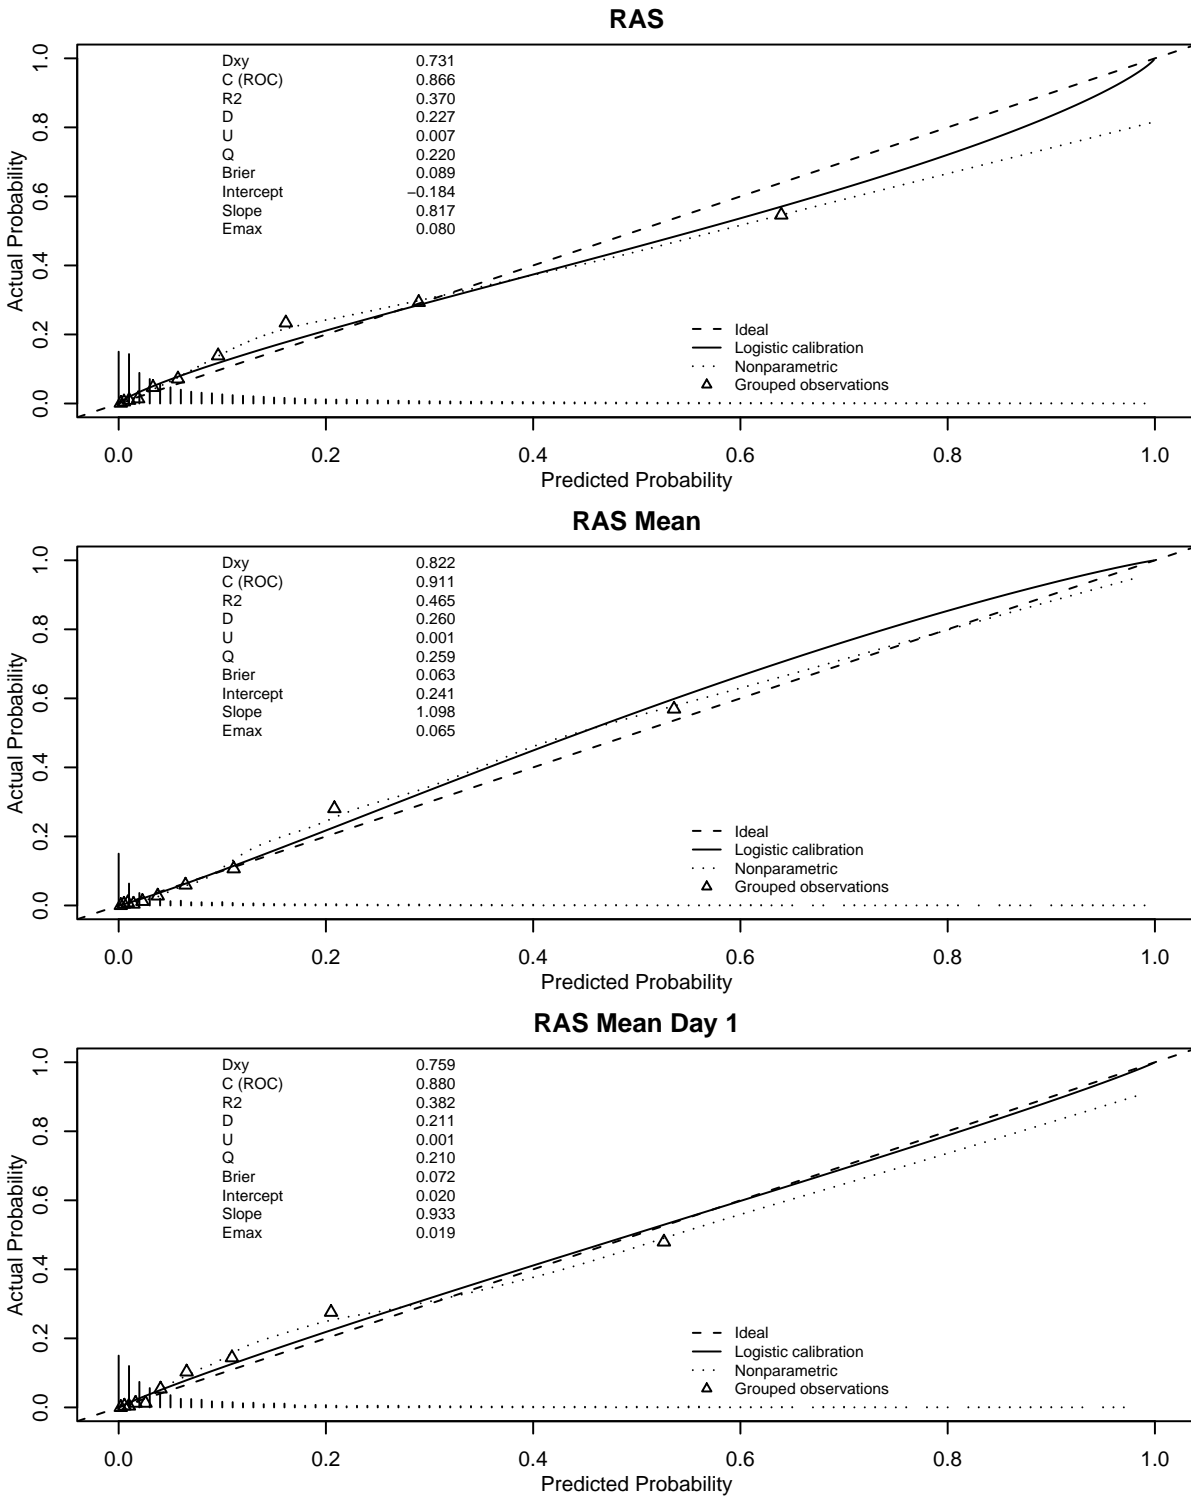 RAS
Dxy 0.731
C (ROC) 0.866
R2 0.370
D 0.227
U 0.007
Q 0.220
Brier 0.089
Intercept −0.184
Slope 0.817
Emax 0.080
Actual Probability
0.0 0.2 0.4 0.6 0.8 1.0
Ideal
Logistic calibration
Nonparametric
Grouped observations
0.0 0.2 0.4 0.6 0.8 1.0
Predicted Probability
RAS Mean
Dxy 0.822
C (ROC) 0.911
R2 0.465
D 0.260
U 0.001
Q 0.259
Brier 0.063
Intercept 0.241
Slope 1.098
Emax 0.065
Actual Probability
0.0 0.2 0.4 0.6 0.8 1.0
Ideal
Logistic calibration
Nonparametric
Grouped observations
0.0 0.2 0.4 0.6 0.8 1.0
Predicted Probability
RAS Mean Day 1
Dxy 0.759
C (ROC) 0.880
R2 0.382
D 0.211
U 0.001
Q 0.210
Brier 0.072
Intercept 0.020
Slope 0.933
Emax 0.019
Actual Probability
0.0 0.2 0.4 0.6 0.8 1.0
Ideal
Logistic calibration
Nonparametric
Grouped observations
0.0 0.2 0.4 0.6 0.8 1.0
Predicted Probability